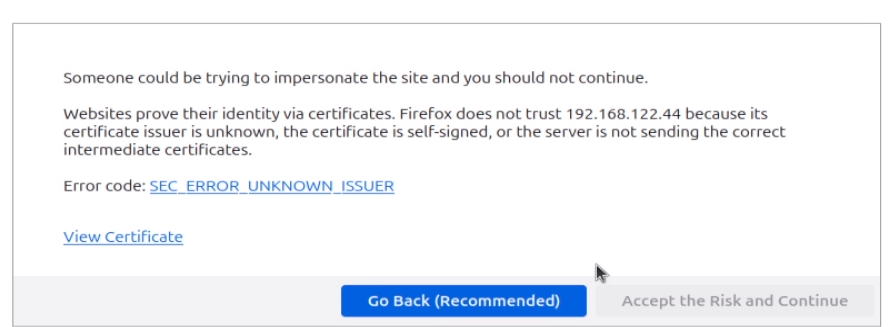 Someone could be trying to impersonate the site and you should not continue.
Websites prove their identity via certificates. Firefox does not trust 192.168.122.44 because its
certificate issuer is unknown, the certificate is self-signed, or the server is not sending the correct
intermediate certificates.
Error code: SEC_ERROR_UNKNOWN_ISSUER
View Certificate
Go Back (Recommended) Accept the Risk and Continue